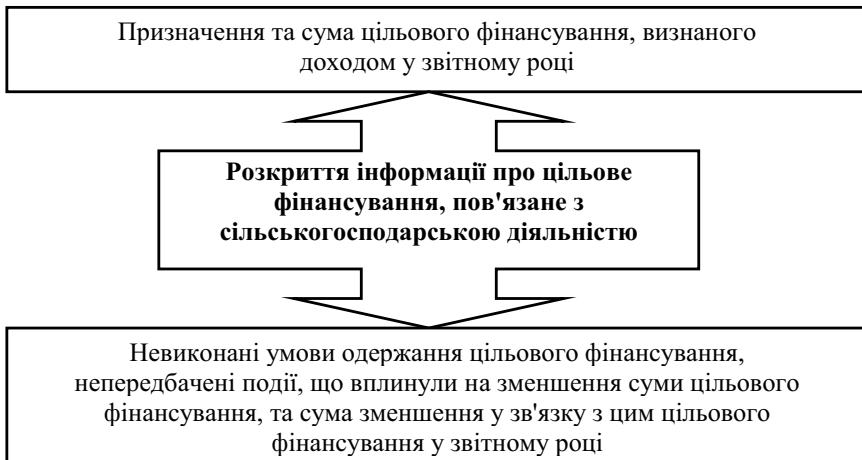 Призначення та сума цільового фінансування, визнаного
доходом у звітному році
Розкриття інформації про цільове
фінансування, пов'язане з
сільськогосподарською діяльністю
Невиконані умови одержання цільового фінансування,
непередбачені події, що вплинули на зменшення суми цільового
фінансування, та сума зменшення у зв'язку з цим цільового
фінансування у звітному році